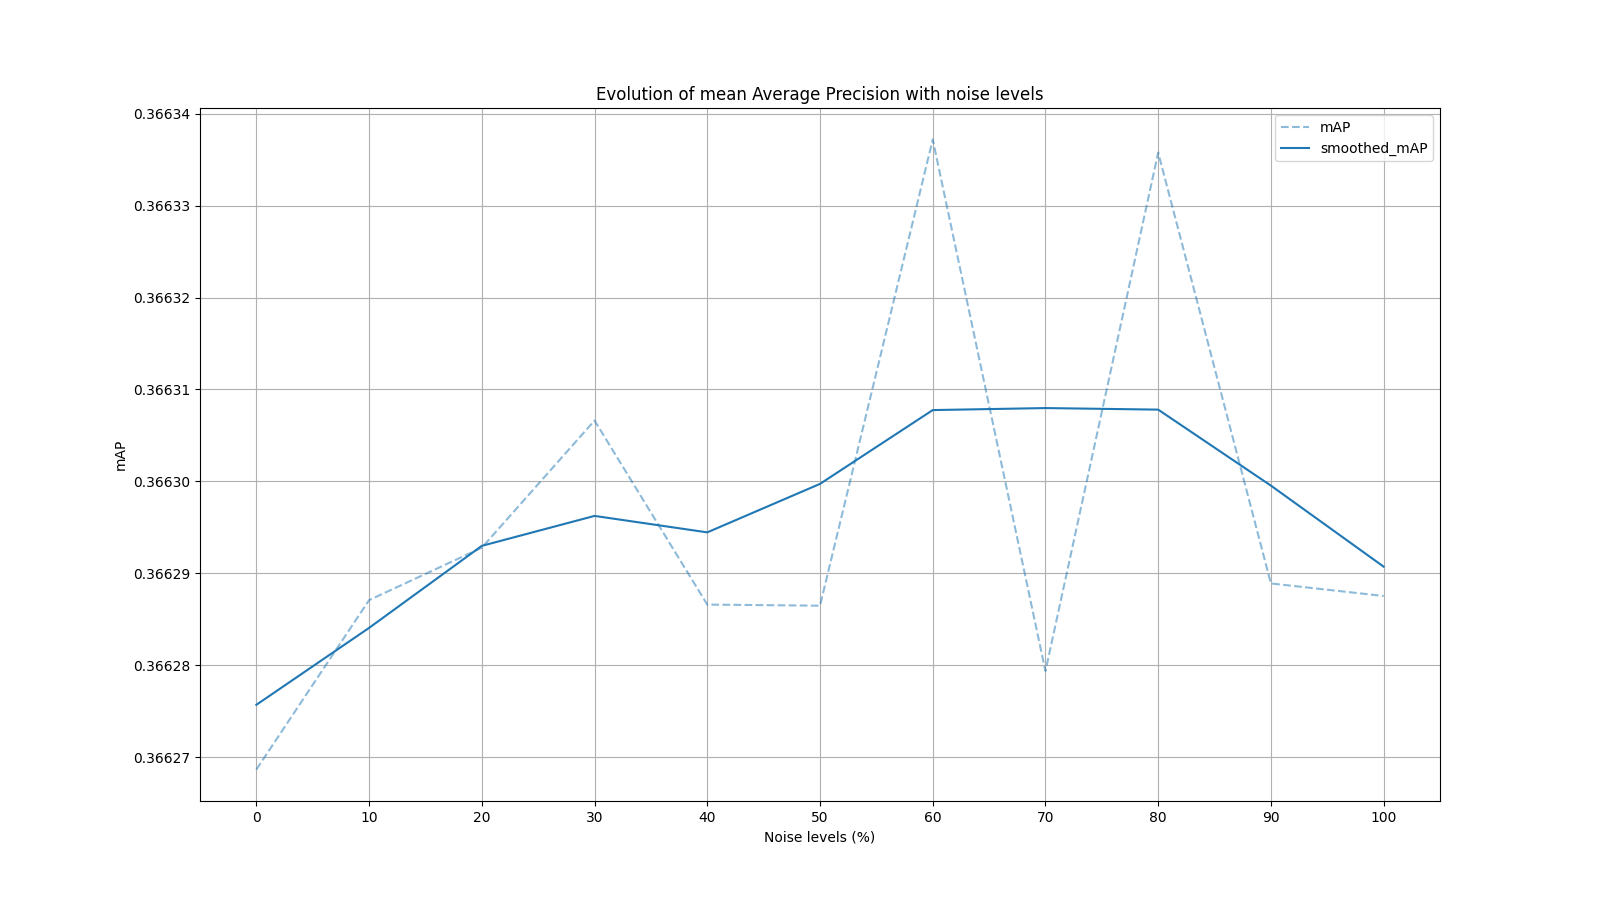 Evolution of mean Average Precision with noise levels
mAP
smoothed_mAP
0.36634
0.36633
0.36632
0.36631
0.36630
0.36629
0.36628
0.36627
mAP
0 10 20 30 40 50 60 70 80 90 100
Noise levels (%)